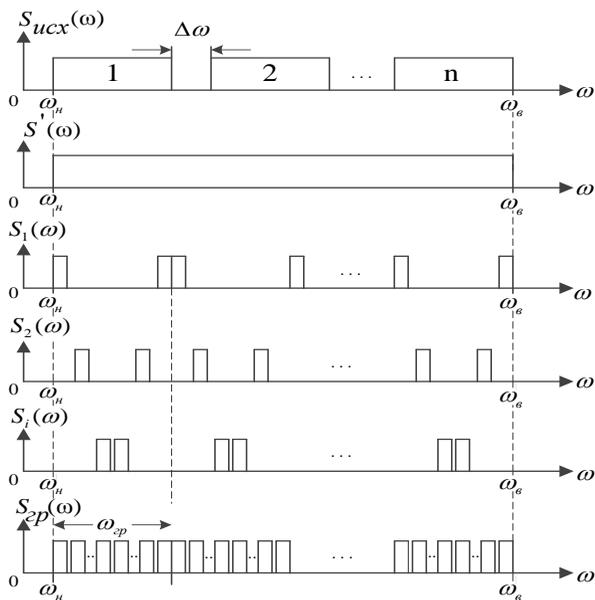 S_исх(ω)
Δω
1 2 ... n
0 ω_н ω_в ω
S'(ω)
0 ω_н ω_в ω
S_1(ω)
...
0 ω_н ω_в ω
S_2(ω)
...
0 ω_н ω_в ω
S_i(ω)
...
0 ω_н ω_в ω
S_гр(ω)
ω_гр
.. .. .. .. ... .. ..
0 ω_н ω_в ω